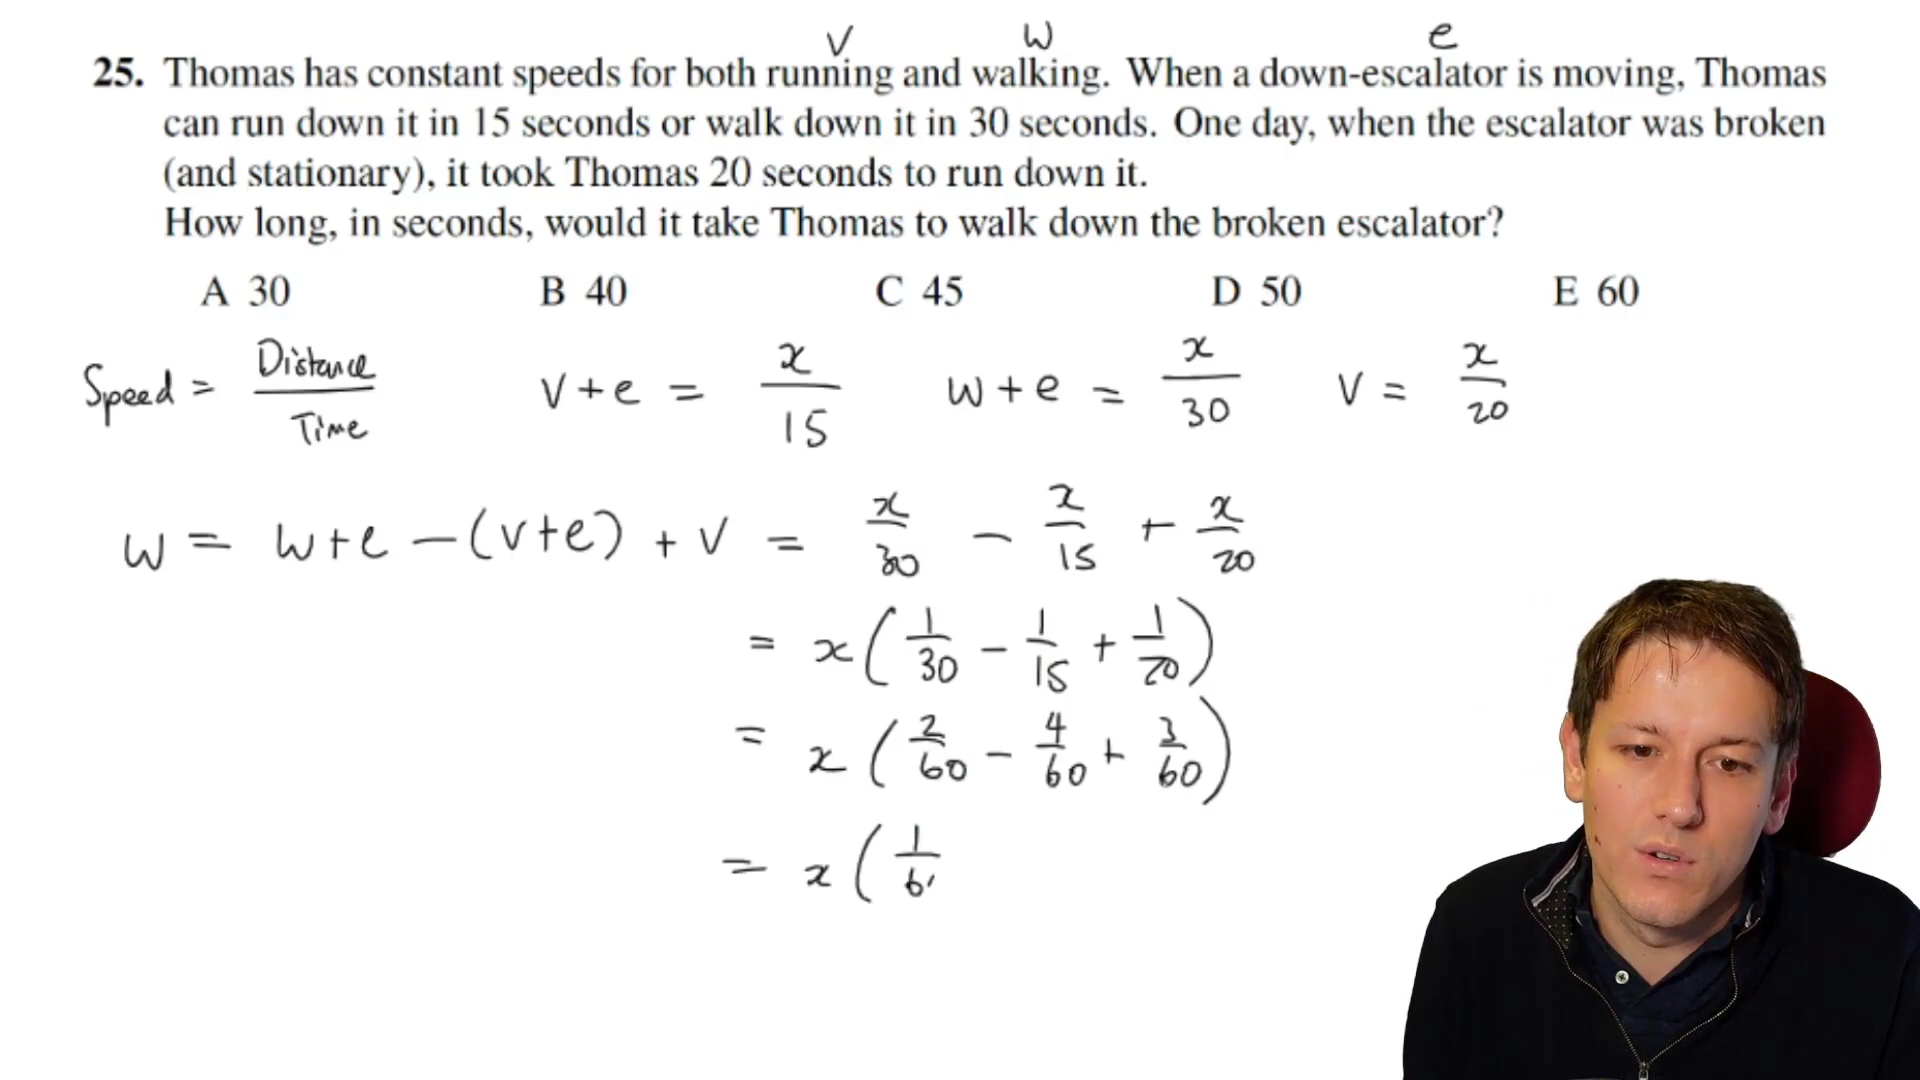 v w e
25. Thomas has constant speeds for both running and walking. When a down-escalator is moving, Thomas
can run down it in 15 seconds or walk down it in 30 seconds. One day, when the escalator was broken
(and stationary), it took Thomas 20 seconds to run down it.
How long, in seconds, would it take Thomas to walk down the broken escalator?
A 30 B 40 C 45 D 50 E 60
Speed = Distance/Time v+e = x/15 w+e = x/30 v = x/20
w = w+e -(v+e) + v = x/30 - x/15 + x/20
= x(1/30 - 1/15 + 1/20)
= x(2/60 - 4/60 + 3/60)
= x(1/6